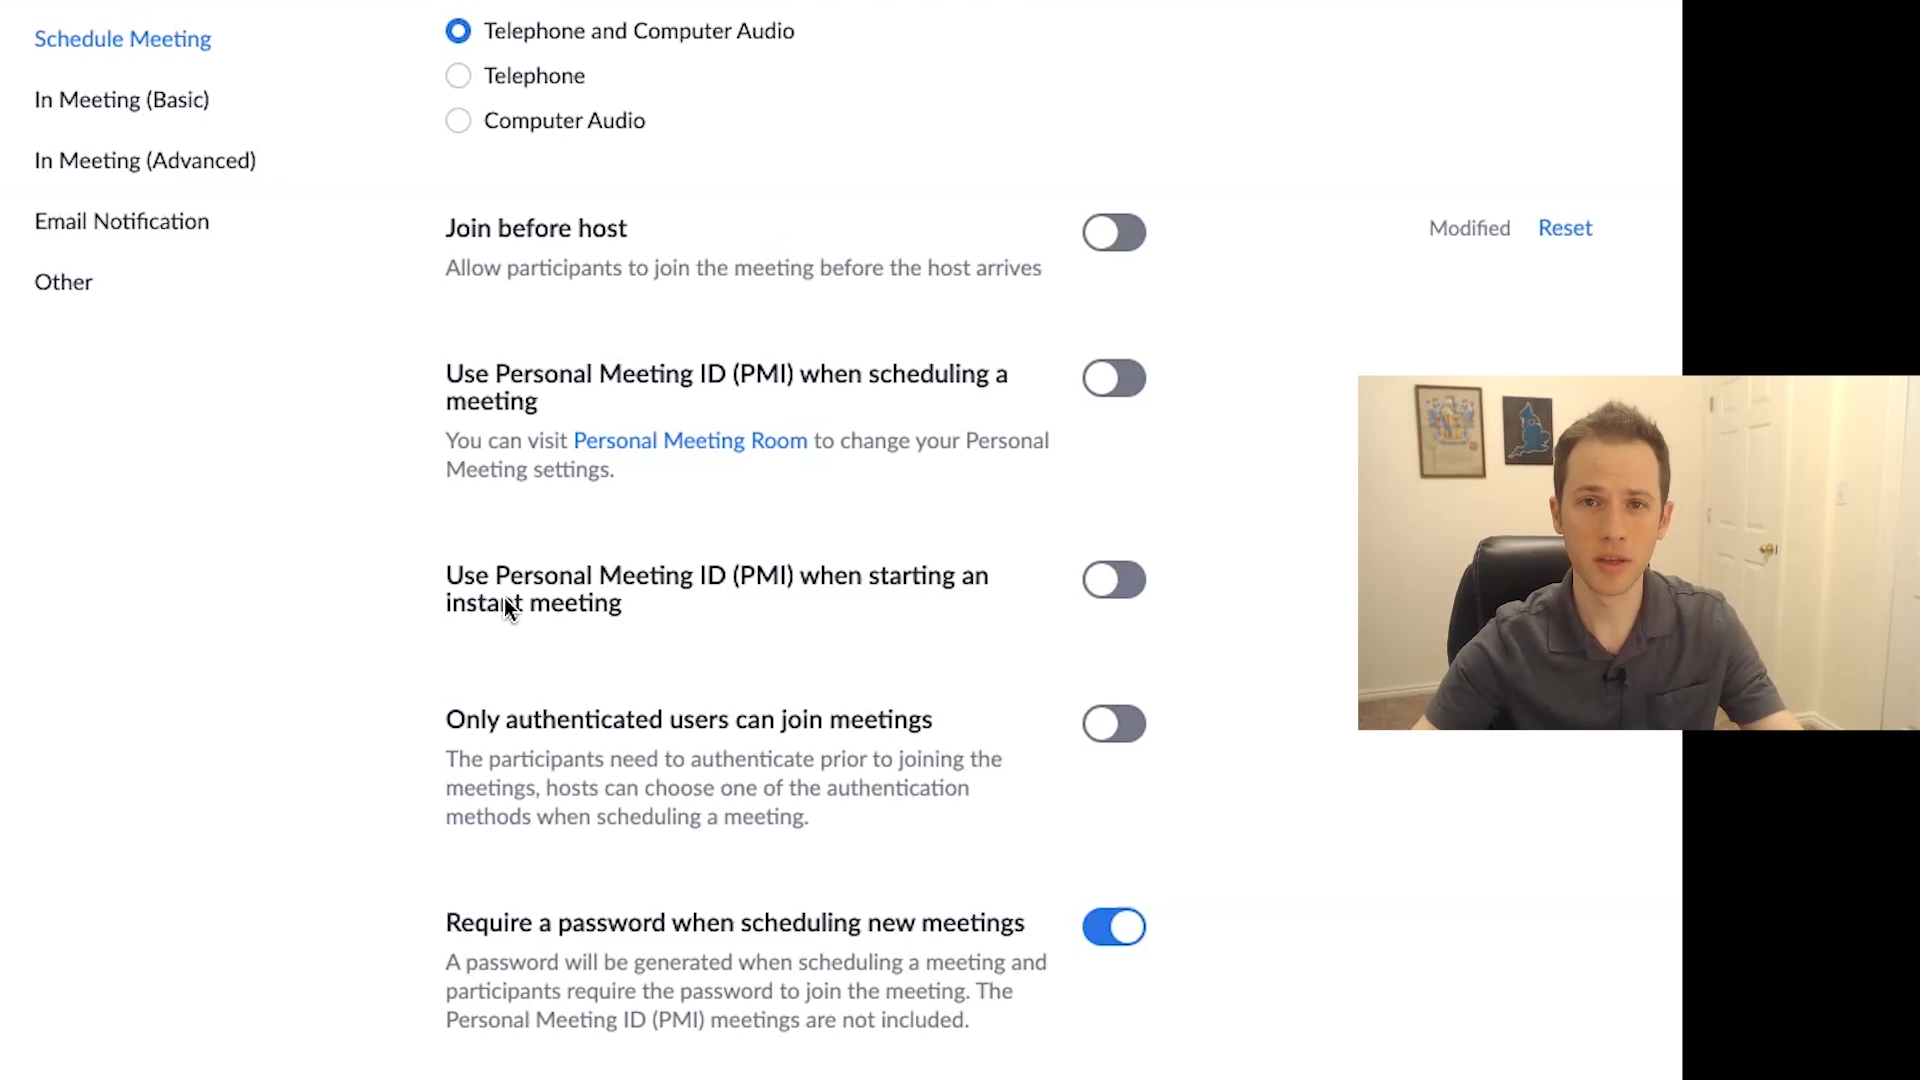 Schedule Meeting
In Meeting (Basic)
In Meeting (Advanced)
Email Notification
Other
Telephone and Computer Audio
Telephone
Computer Audio
Join before host
Modified Reset
Allow participants to join the meeting before the host arrives
Use Personal Meeting ID (PMI) when scheduling a
meeting
You can visit Personal Meeting Room to change your Personal
Meeting settings.
Use Personal Meeting ID (PMI) when starting an
instant meeting
Only authenticated users can join meetings
The participants need to authenticate prior to joining the
meetings, hosts can choose one of the authentication
methods when scheduling a meeting.
Require a password when scheduling new meetings
A password will be generated when scheduling a meeting and
participants require the password to join the meeting. The
Personal Meeting ID (PMI) meetings are not included.